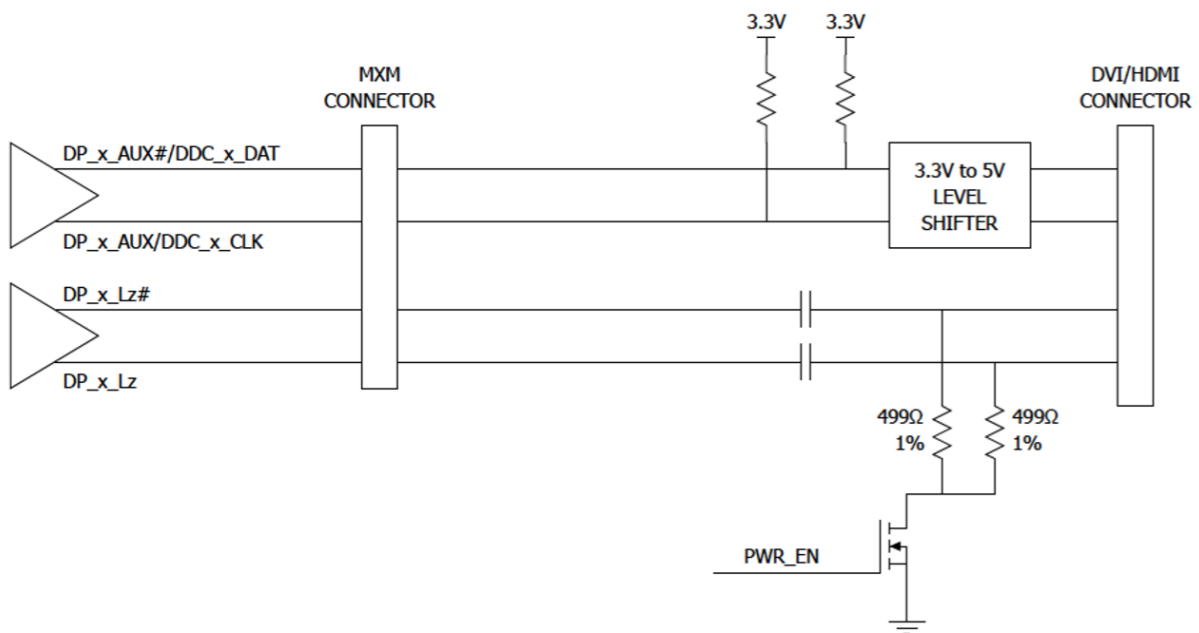 3.3V
3.3V
MXM
CONNECTOR
DVI/HDMI
CONNECTOR
DP_x_AUX#/DDC_x_DAT
3.3V to 5V
LEVEL
SHIFTER
DP_x_AUX/DDC_x_CLK
DP_x_Lz#
DP_x_Lz
499Ω
1%
499Ω
1%
PWR_EN